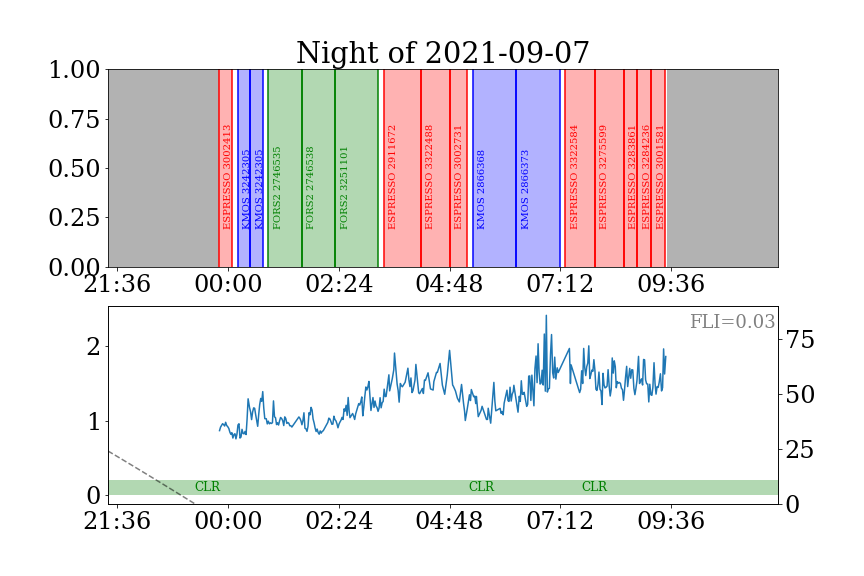 Night of 2021-09-07
1.00
0.75
0.50
0.25
0.00
ESPRESSO 3002413
KMOS 3242305
KMOS 3242305
FORS2 2746535
FORS2 2746538
FORS2 3251101
ESPRESSO 2911672
ESPRESSO 3322488
ESPRESSO 3002731
KMOS 2866368
KMOS 2866373
ESPRESSO 3322584
ESPRESSO 3275599
ESPRESSO 3283861
ESPRESSO 3284236
ESPRESSO 3001581
21:36 00:00 02:24 04:48 07:12 09:36
FLI=0.03
2
1
0
75
50
25
0
CLR CLR CLR
21:36 00:00 02:24 04:48 07:12 09:36